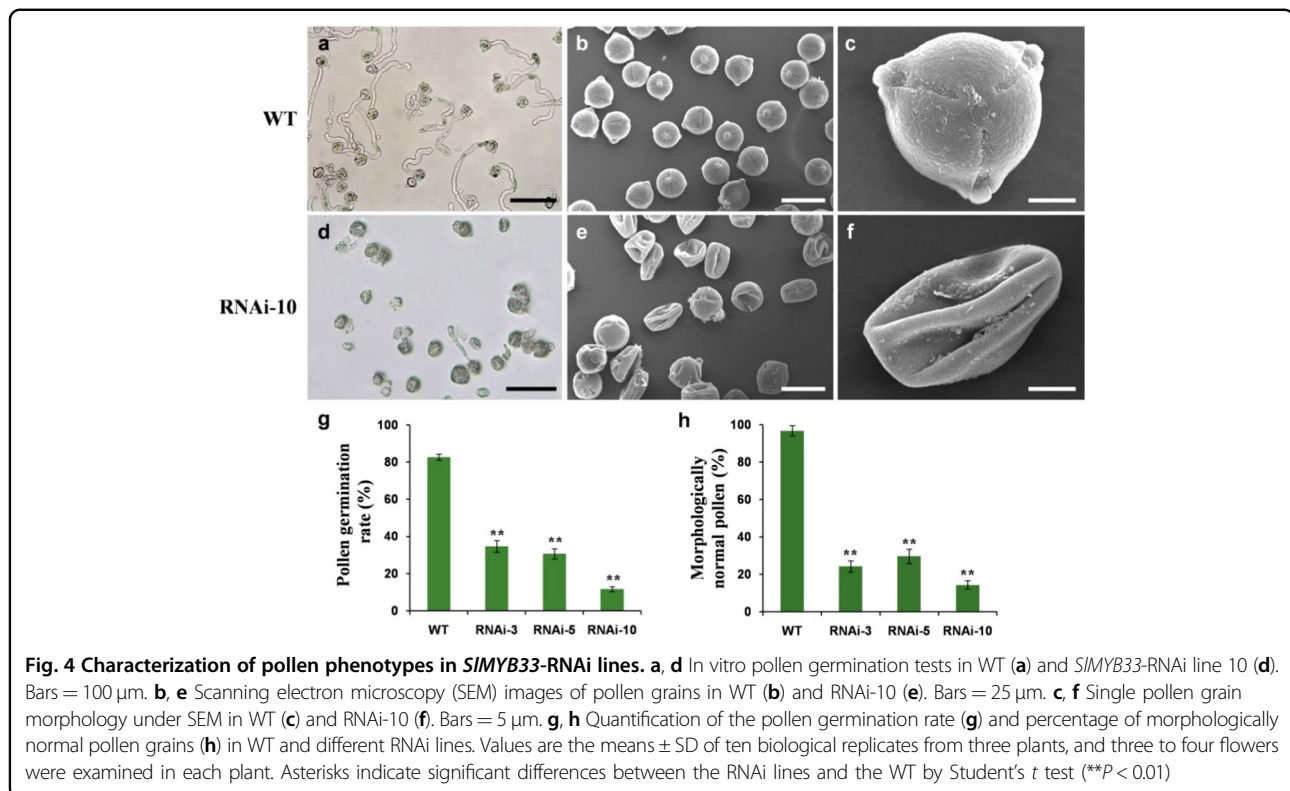 a
b
c
WT
d
e
f
RNAi-10
g
h
100
80
60
40
20
0
Pollen germination
rate (%)
**
**
**
WT RNAi-3 RNAi-5 RNAi-10
100
80
60
40
20
0
Morphologically
normal pollen (%)
**
**
**
WT RNAi-3 RNAi-5 RNAi-10
Fig. 4 Characterization of pollen phenotypes in SlMYB33-RNAi lines. a, d In vitro pollen germination tests in WT (a) and SlMYB33-RNAi line 10 (d).
Bars = 100 µm. b, e Scanning electron microscopy (SEM) images of pollen grains in WT (b) and RNAi-10 (e). Bars = 25 µm. c, f Single pollen grain
morphology under SEM in WT (c) and RNAi-10 (f). Bars = 5 µm. g, h Quantification of the pollen germination rate (g) and percentage of morphologically
normal pollen grains (h) in WT and different RNAi lines. Values are the means ± SD of ten biological replicates from three plants, and three to four flowers
were examined in each plant. Asterisks indicate significant differences between the RNAi lines and the WT by Student’s t test (**P < 0.01)